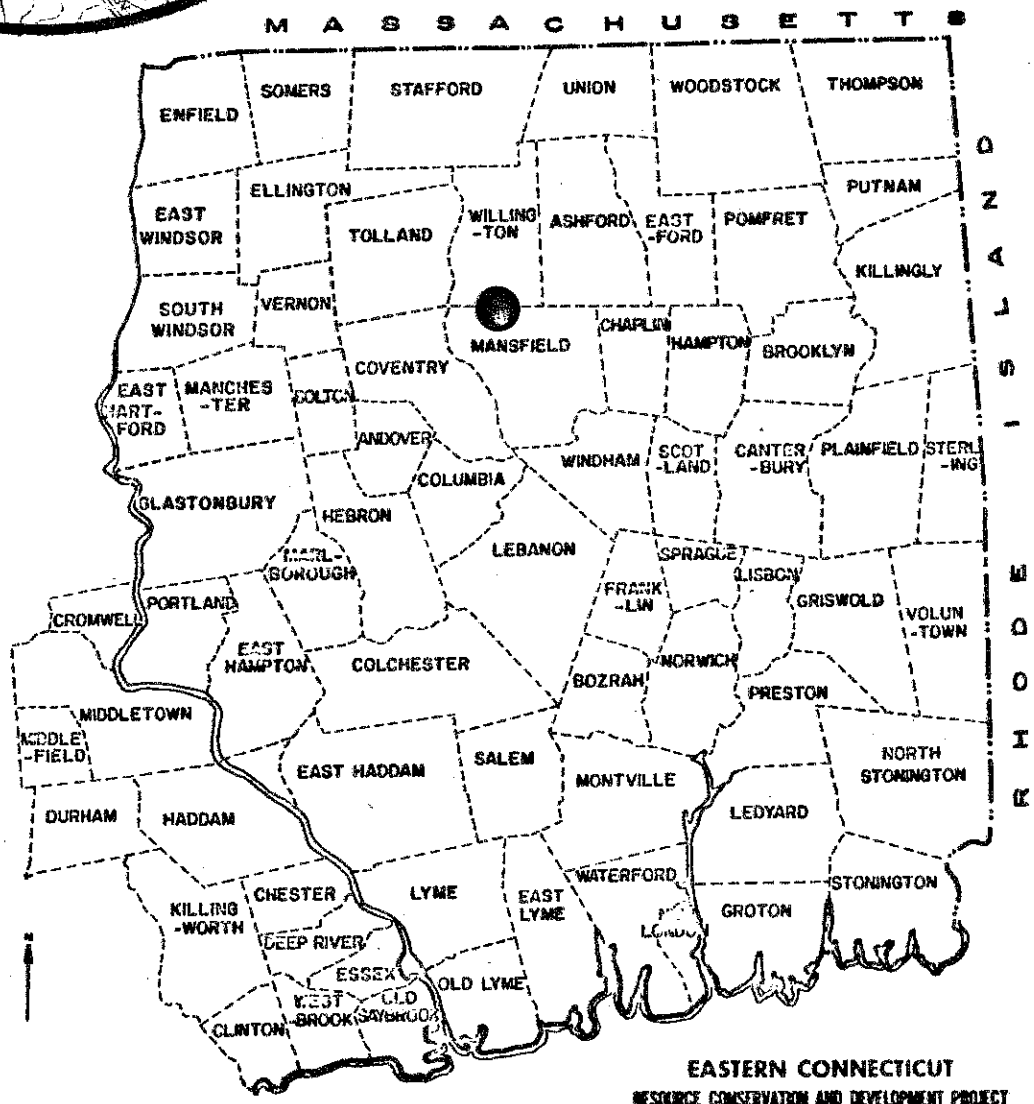 MASSACHUSETTS
ENFIELD
SOMERS
STAFFORD
UNION
WOODSTOCK
THOMPSON
ELLINGTON
EAST
WINDSOR
TOLLAND
WILLING
-TON
ASHFORD
EAST
-FORD
POMFRET
PUTNAM
KILLINGLY
SOUTH
WINDSOR
VERNON
COVENTRY
MANSFIELD
CHAPLIN
HAMPTON
BROOKLYN
EAST
HART-
FORD
MANCHES
-TER
BOLTON
ANDOVER
COLUMBIA
WINDHAM
SCOT
-LAND
CANTER
-BURY
PLAINFIELD
STERL
-ING
GLASTONBURY
HEBRON
MARL-
BOROUGH
LEBANON
FRANK
-LIN
SPRAGUE
LISBON
GRISWOLD
VOLUN
-TOWN
CROMWELL
PORTLAND
EAST
HAMPTON
COLCHESTER
BOZRAH
NORWICH
PRESTON
MIDDLETOWN
MIDDLE
-FIELD
EAST HADDAM
SALEM
MONTVILLE
LEDYARD
NORTH
STONINGTON
DURHAM
HADDAM
KILLING
-WORTH
CHESTER
LYME
EAST
LYME
WATERFORD
NEW
LONDON
GROTON
STONINGTON
DEEP RIVER
ESSEX
OLD LYME
WEST
-BROOK
OLD
SAYBROOK
CLINTON
RHODE ISLAND
N
EASTERN CONNECTICUT
RESOURCE CONSERVATION AND DEVELOPMENT PROJECT